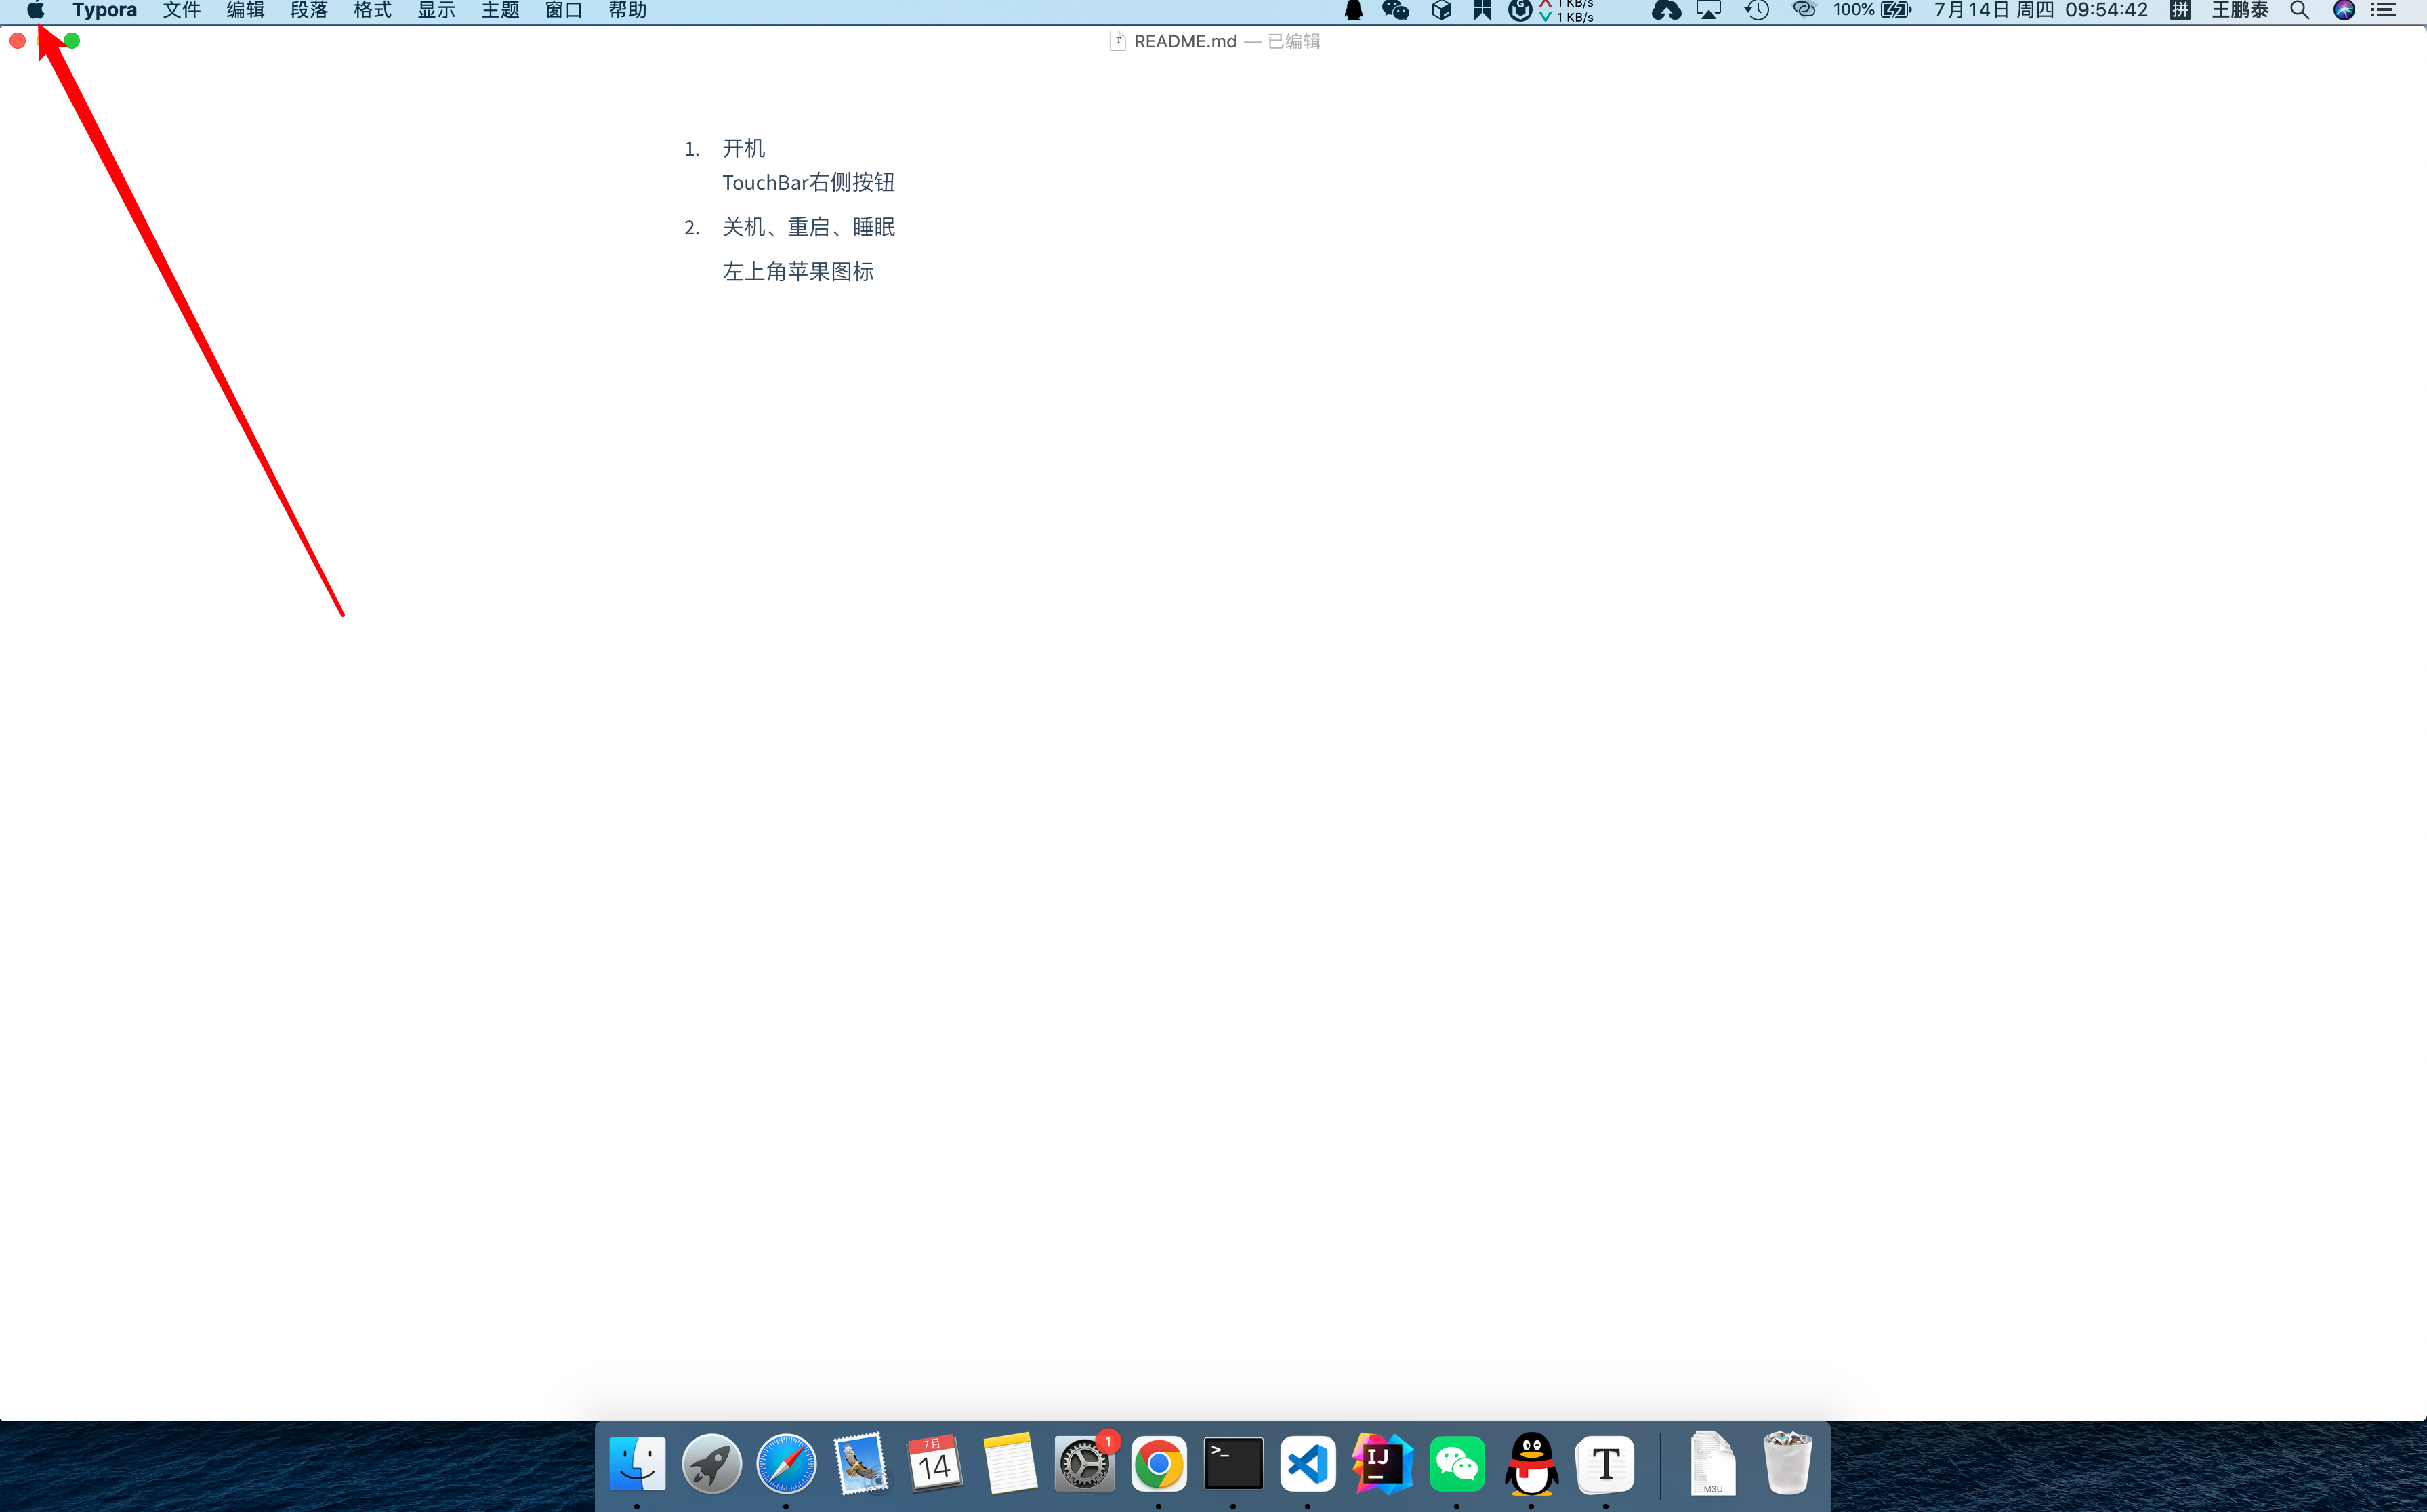 Typora 文件 编辑 段落 格式 显示 主题 窗口 帮助 1 KB/s 1 KB/s 100% 7月14日 周四 09:54:42 拼 王鹏泰
README.md — 已编辑
1. 开机
TouchBar右侧按钮
2. 关机、重启、睡眠
左上角苹果图标
7月
14
1
>_
IJ
T
M3U